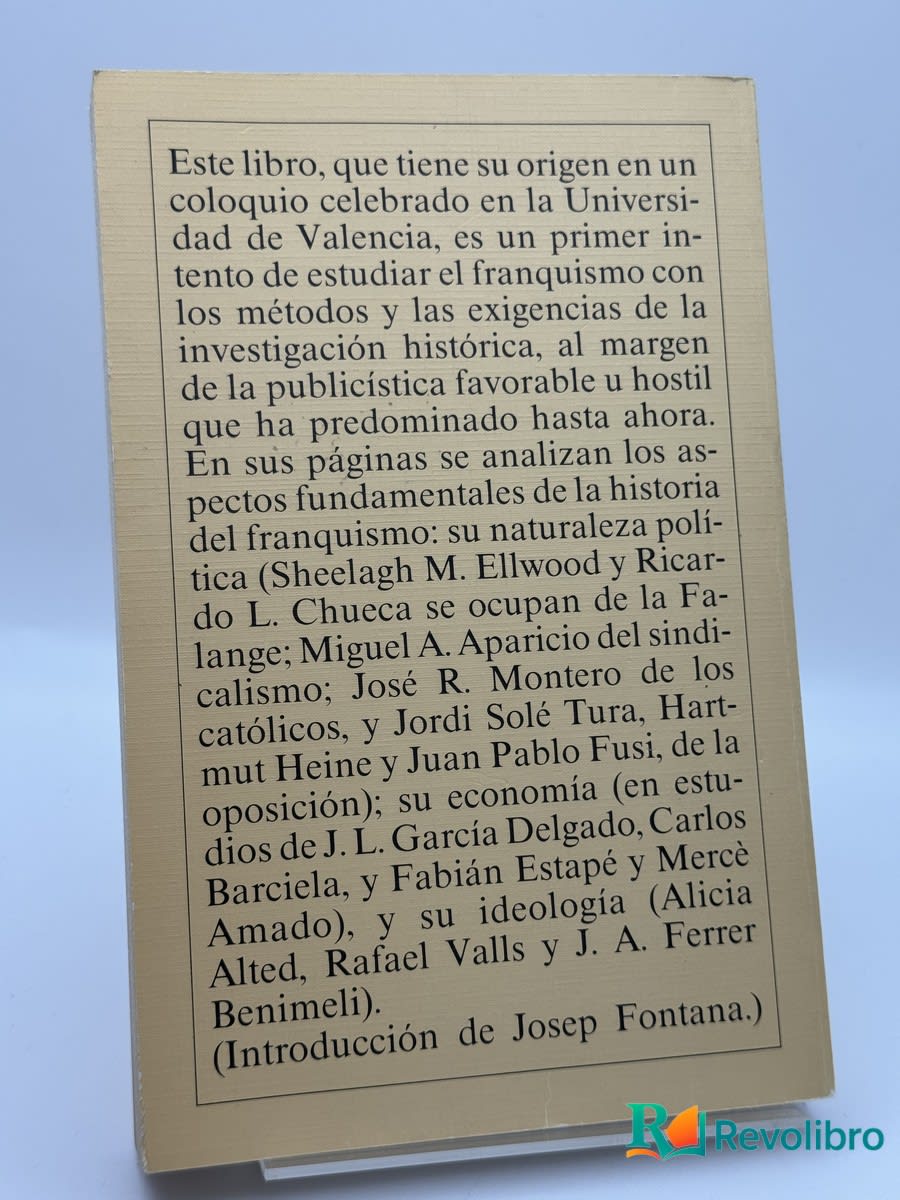 Este libro, que tiene su origen en un
coloquio celebrado en la Universi-
dad de Valencia, es un primer in-
tento de estudiar el franquismo con
los métodos y las exigencias de la
investigación histórica, al margen
de la publicística favorable u hostil
que ha predominado hasta ahora.
En sus páginas se analizan los as-
pectos fundamentales de la historia
del franquismo: su naturaleza polí-
tica (Sheelagh M. Ellwood y Ricar-
do L. Chueca se ocupan de la Fa-
lange; Miguel A. Aparicio del sindi-
calismo; José R. Montero de los
católicos, y Jordi Solé Tura, Hart-
mut Heine y Juan Pablo Fusi, de la
oposición); su economía (en estu-
dios de J. L. García Delgado, Carlos
Barciela, y Fabián Estapé y Mercè
Amado), y su ideología (Alicia
Alted, Rafael Valls y J. A. Ferrer
Benimeli).
(Introducción de Josep Fontana.)
Revolibro